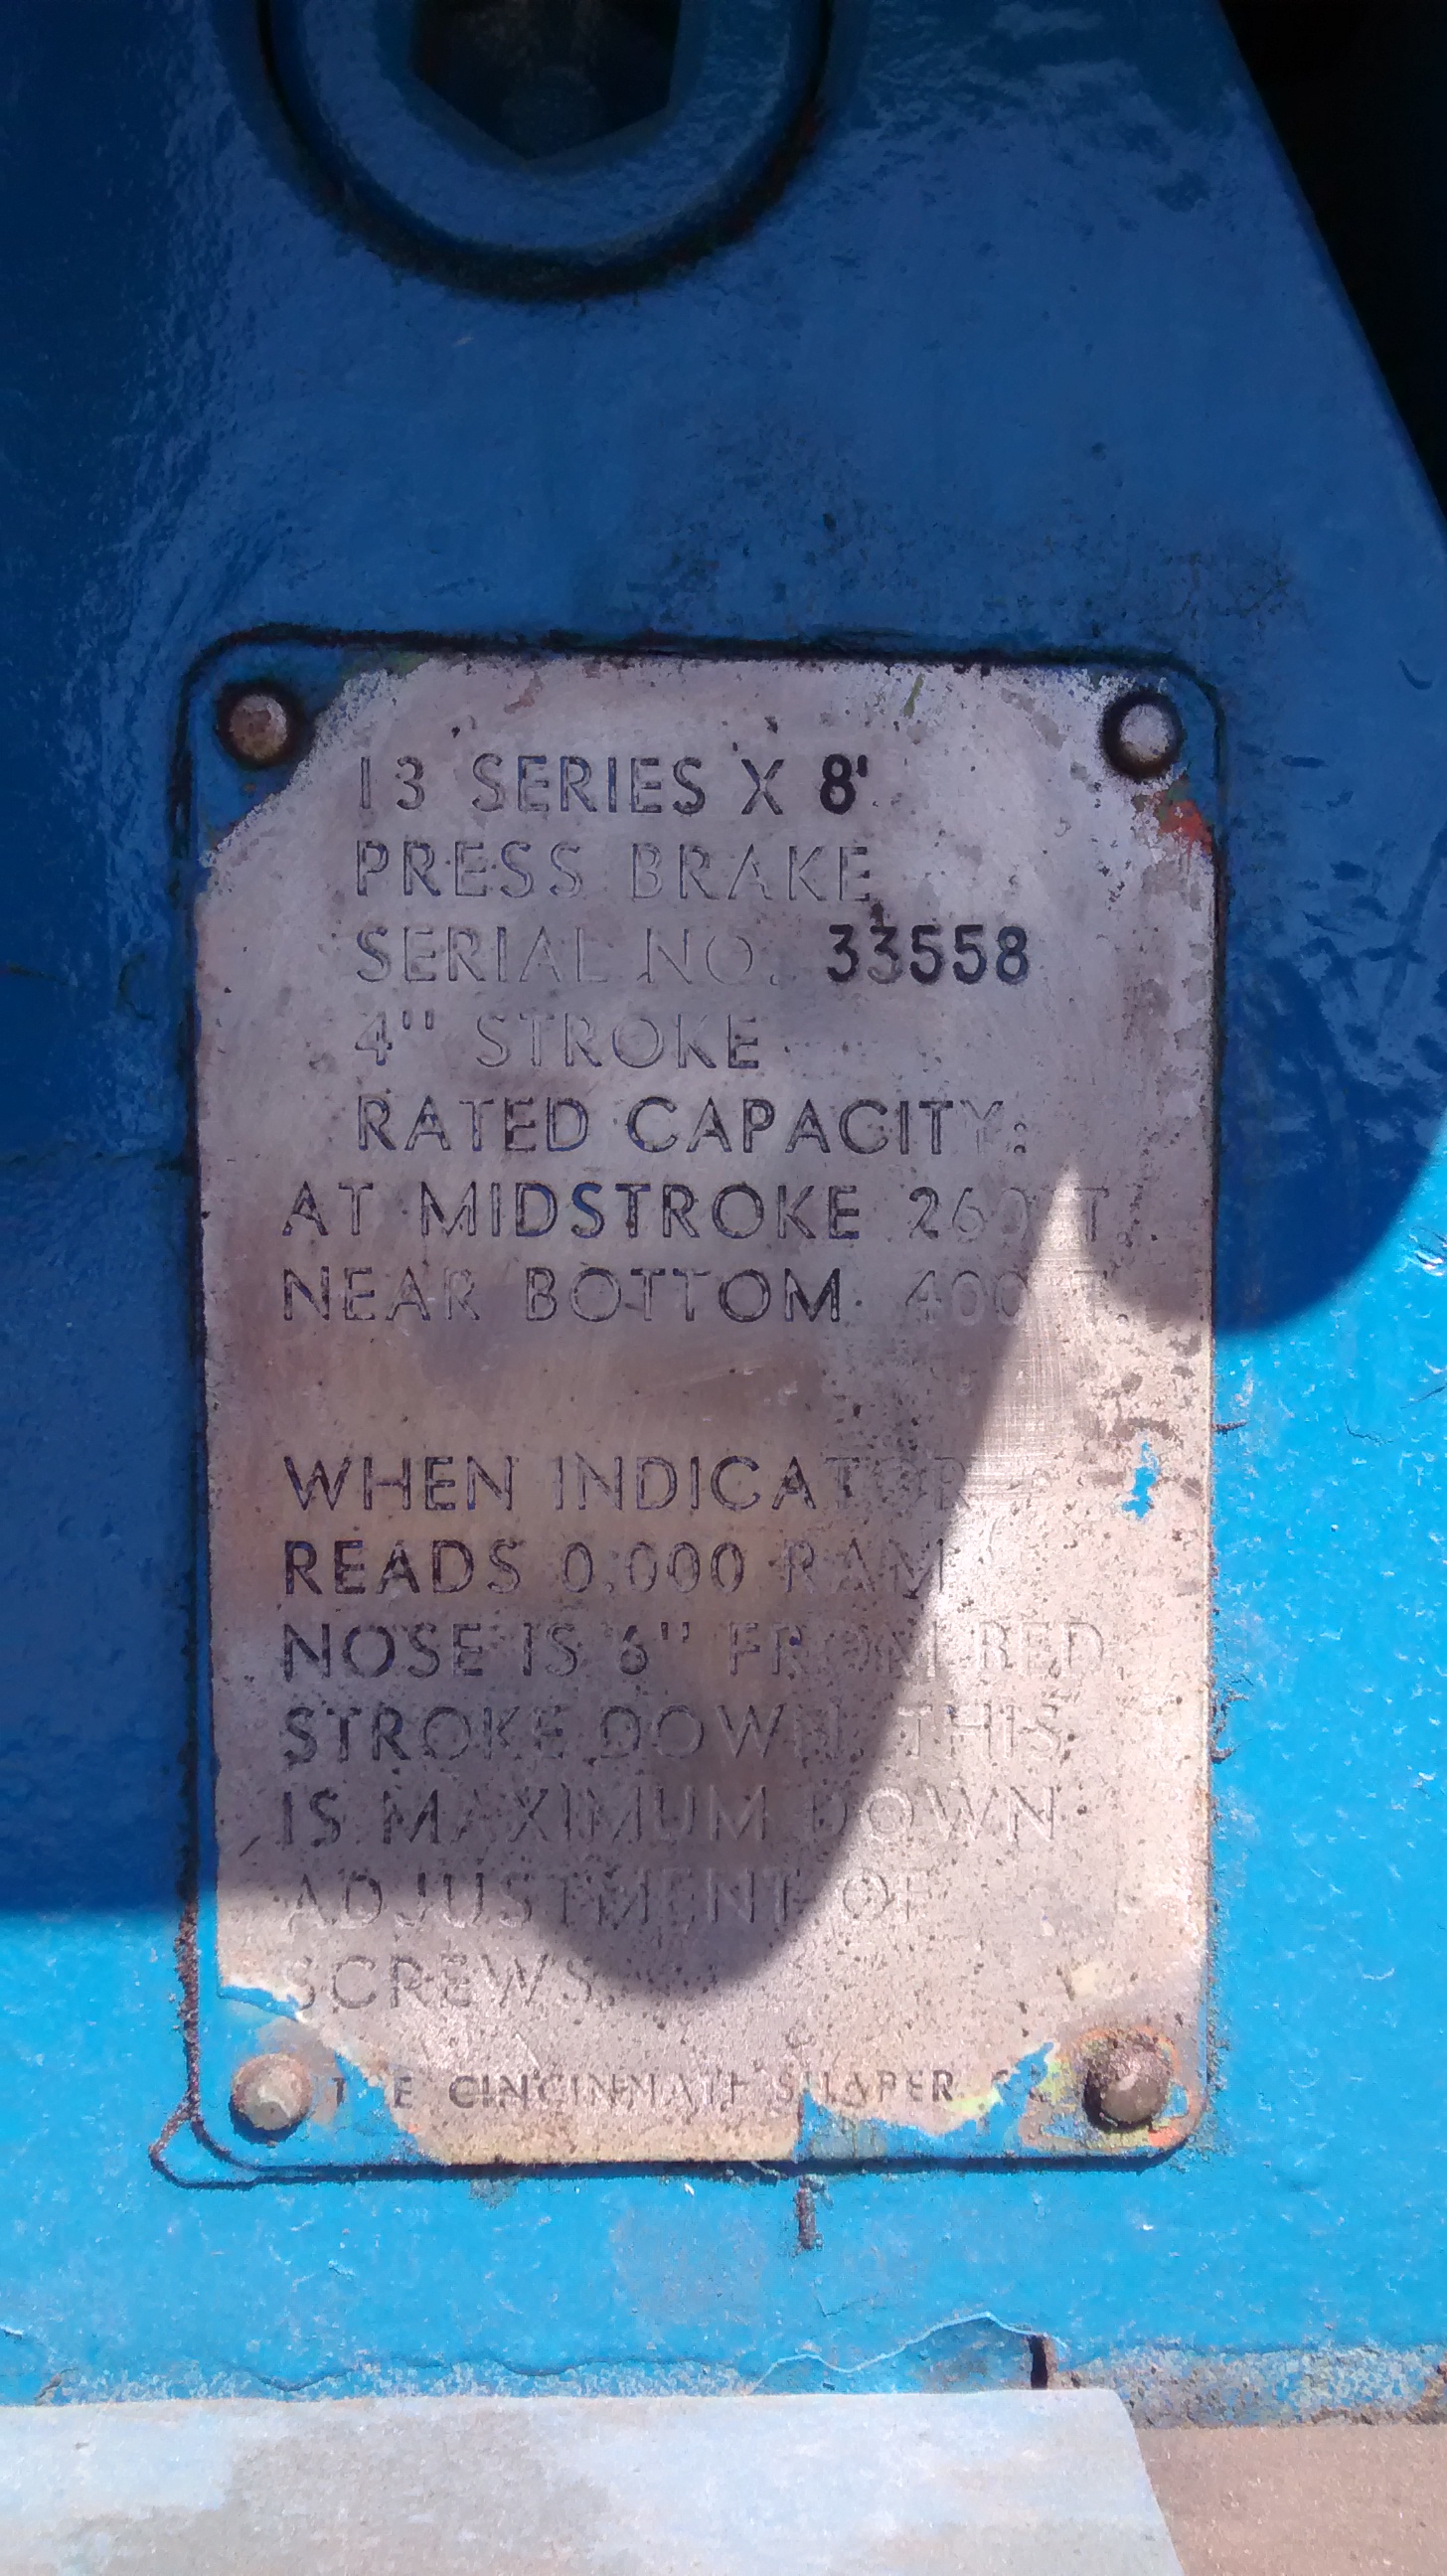 13 SERIES X 8'
PRESS BRAKE
SERIAL NO. 33558
4" STROKE
RATED CAPACITY:
AT MIDSTROKE 260 T.
NEAR BOTTOM 400 T.
WHEN INDICATOR
READS 0.000 RAM
NOSE IS 6" FROM BED
STROKE DOWN. THIS
IS MAXIMUM DOWN
ADJUSTMENT OF
SCREWS.
THE CINCINNATI SHAPER